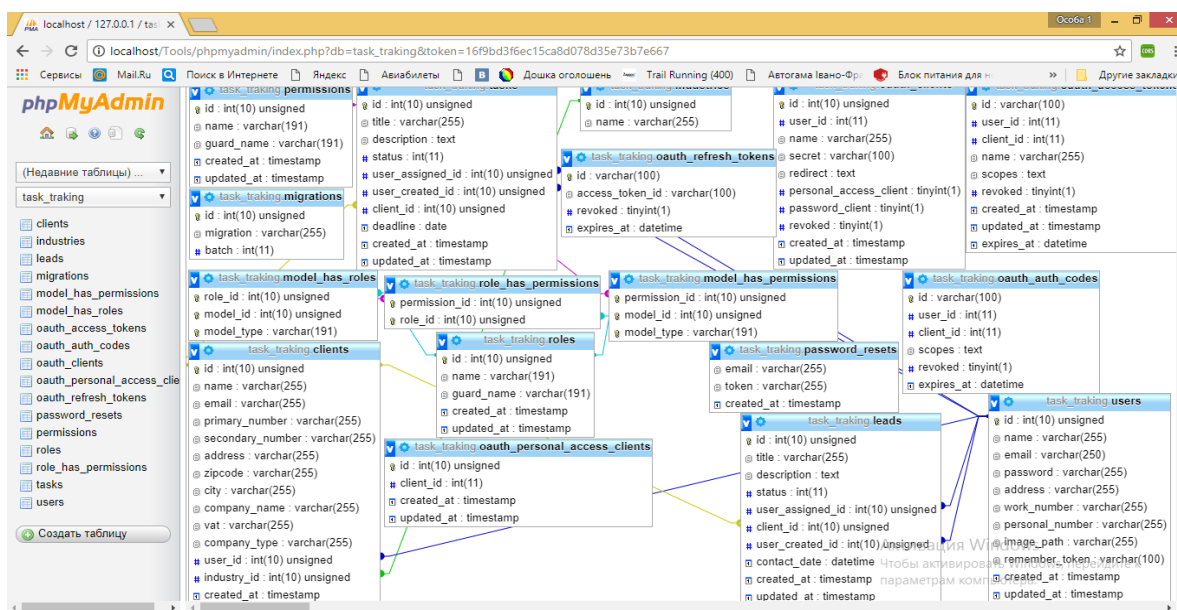 localhost / 127.0.0.1 / tas
Особа 1
localhost/Tools/phpmyadmin/index.php?db=task_traking&token=16f9bd3f6ec15ca8d078d35e73b7e667
Сервисы Mail.Ru Поиск в Интернете Яндекс Авиабилеты Дошка оголошень Trail Running (400) Автогама Івано-Фра Блок питания для н » Другие закладки
phpMyAdmin
(Недавние таблицы) ...
task_traking
clients
industries
leads
migrations
model_has_permissions
model_has_roles
oauth_access_tokens
oauth_auth_codes
oauth_clients
oauth_personal_access_clie
oauth_refresh_tokens
password_resets
permissions
roles
role_has_permissions
tasks
users
Создать таблицу
task_traking.permissions
id : int(10) unsigned
name : varchar(191)
guard_name : varchar(191)
created_at : timestamp
updated_at : timestamp
task_traking.migrations
id : int(10) unsigned
migration : varchar(255)
batch : int(11)
id : int(10) unsigned
title : varchar(255)
description : text
status : int(11)
user_assigned_id : int(10) unsigned
user_created_id : int(10) unsigned
client_id : int(10) unsigned
deadline : date
created_at : timestamp
updated_at : timestamp
id : int(10) unsigned
name : varchar(255)
task_traking.oauth_refresh_tokens
id : varchar(100)
access_token_id : varchar(100)
revoked : tinyint(1)
expires_at : datetime
id : int(10) unsigned
user_id : int(11)
name : varchar(255)
secret : varchar(100)
redirect : text
personal_access_client : tinyint(1)
password_client : tinyint(1)
revoked : tinyint(1)
created_at : timestamp
updated_at : timestamp
id : varchar(100)
user_id : int(11)
client_id : int(11)
name : varchar(255)
scopes : text
revoked : tinyint(1)
created_at : timestamp
updated_at : timestamp
expires_at : datetime
task_traking.model_has_roles
role_id : int(10) unsigned
model_id : int(10) unsigned
model_type : varchar(191)
task_traking.role_has_permissions
permission_id : int(10) unsigned
role_id : int(10) unsigned
task_traking.model_has_permissions
permission_id : int(10) unsigned
model_id : int(10) unsigned
model_type : varchar(191)
task_traking.oauth_auth_codes
id : varchar(100)
user_id : int(11)
client_id : int(11)
scopes : text
revoked : tinyint(1)
expires_at : datetime
task_traking.clients
id : int(10) unsigned
name : varchar(255)
email : varchar(255)
primary_number : varchar(255)
secondary_number : varchar(255)
address : varchar(255)
zipcode : varchar(255)
city : varchar(255)
company_name : varchar(255)
vat : varchar(255)
company_type : varchar(255)
user_id : int(10) unsigned
industry_id : int(10) unsigned
created_at : timestamp
task_traking.roles
id : int(10) unsigned
name : varchar(191)
guard_name : varchar(191)
created_at : timestamp
updated_at : timestamp
task_traking.oauth_personal_access_clients
id : int(10) unsigned
client_id : int(11)
created_at : timestamp
updated_at : timestamp
task_traking.password_resets
email : varchar(255)
token : varchar(255)
created_at : timestamp
task_traking.leads
id : int(10) unsigned
title : varchar(255)
description : text
status : int(11)
user_assigned_id : int(10) unsigned
client_id : int(10) unsigned
user_created_id : int(10) unsigned
contact_date : datetime
created_at : timestamp
updated_at : timestamp
task_traking.users
id : int(10) unsigned
name : varchar(255)
email : varchar(250)
password : varchar(255)
address : varchar(255)
work_number : varchar(255)
personal_number : varchar(255)
image_path : varchar(255)
remember_token : varchar(100)
created_at : timestamp
updated_at : timestamp
Активация Windows
Чтобы активировать Windows, перейдите к
параметрам компьютера.